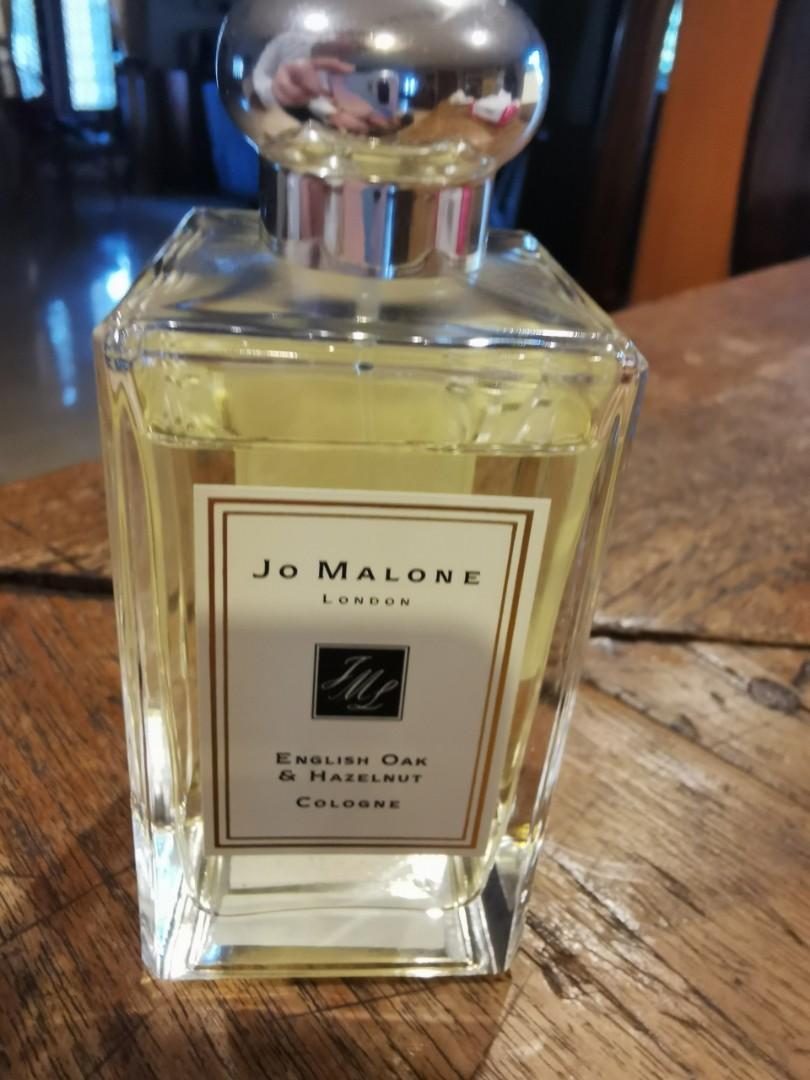 Jo Malone
London
JML
English Oak
& Hazelnut
Cologne